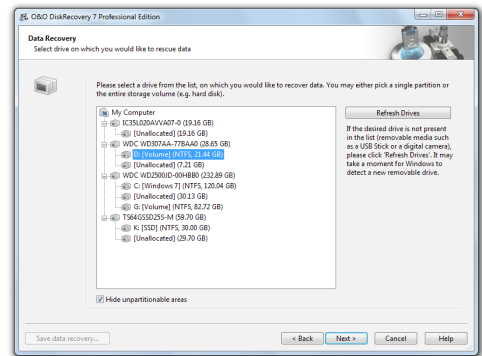 O&O DiskRecovery 7 Professional Edition
Data Recovery
Select drive on which you would like to rescue data
Please select a drive from the list, on which you would like to recover data. You may either pick a single partition or
the entire storage volume (e.g. hard disk).
My Computer
IC35L020AVVA07-0 (19.16 GB)
[Unallocated] (19.16 GB)
WDC WD307AA-77BAA0 (28.65 GB)
D: [Volume] (NTFS, 21.44 GB)
[Unallocated] (7.21 GB)
WDC WD2500JD-00HBB0 (232.89 GB)
C: [Windows 7] (NTFS, 120.04 GB)
[Unallocated] (30.13 GB)
G: [Volume] (NTFS, 82.72 GB)
TS64GSSD25S-M (59.70 GB)
K: [SSD] (NTFS, 30.00 GB)
[Unallocated] (29.70 GB)
Refresh Drives
If the desired drive is not present
in the list (removable media such
as a USB Stick or a digital camera),
please click 'Refresh Drives'. It may
take a moment for Windows to
detect a new removable drive.
Hide unpartitionable areas
Save data recovery...
< Back
Next >
Cancel
Help